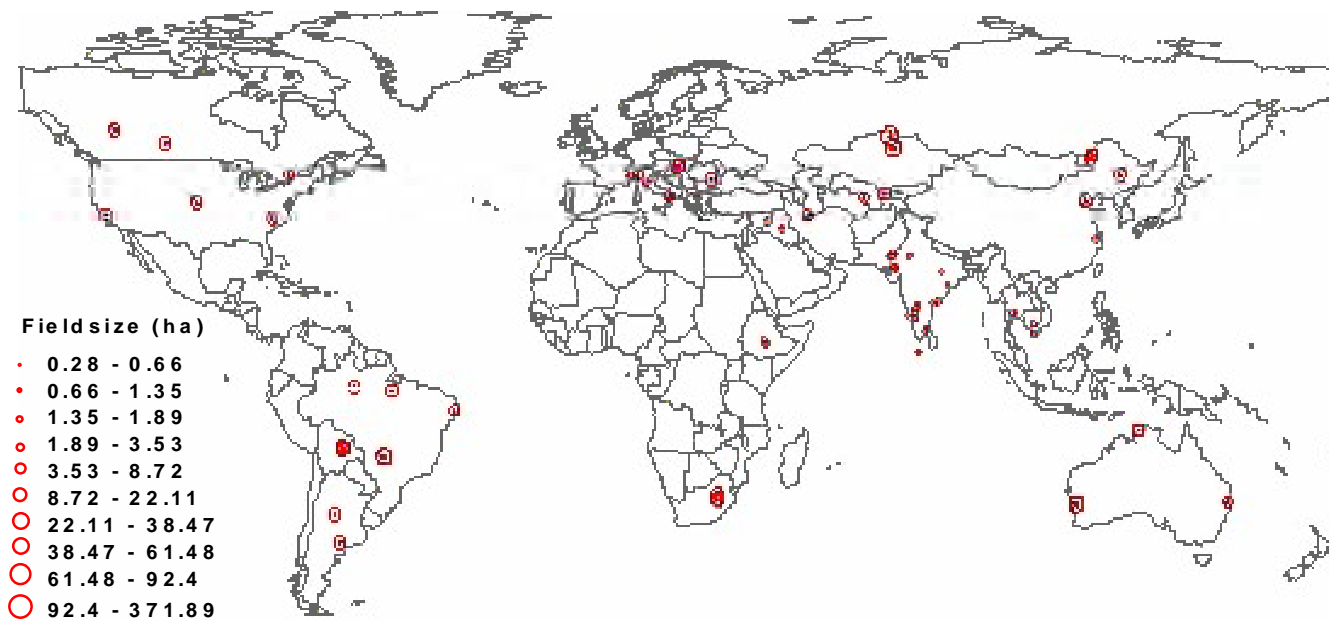 Fieldsize (ha)
0.28 - 0.66
0.66 - 1.35
1.35 - 1.89
1.89 - 3.53
3.53 - 8.72
8.72 - 22.11
22.11 - 38.47
38.47 - 61.48
61.48 - 92.4
92.4 - 371.89